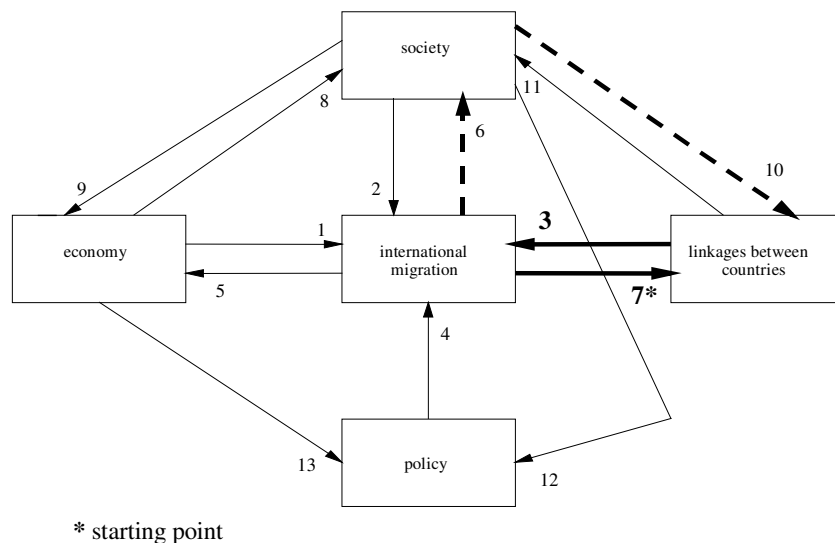 society
8
11
6
9
10
2
3
1
economy
international
migration
linkages between
countries
5
7*
4
13
policy
12
* starting point